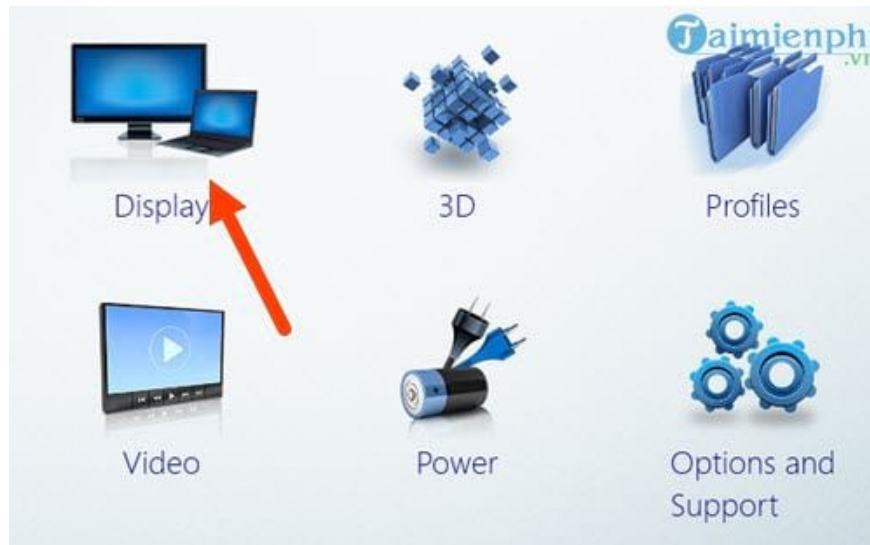 Taimienphi
.vn
Display
3D
Profiles
Video
Power
Options and
Support